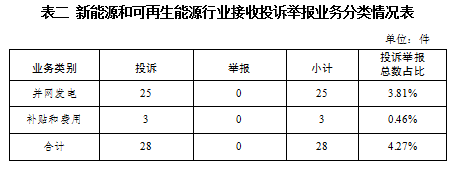 表二 新能源和可再生能源行业接收投诉举报业务分类情况表
单位：件
业务类别 投诉 举报 小计 投诉举报总数占比
并网发电 25 0 25 3.81%
补贴和费用 3 0 3 0.46%
合计 28 0 28 4.27%